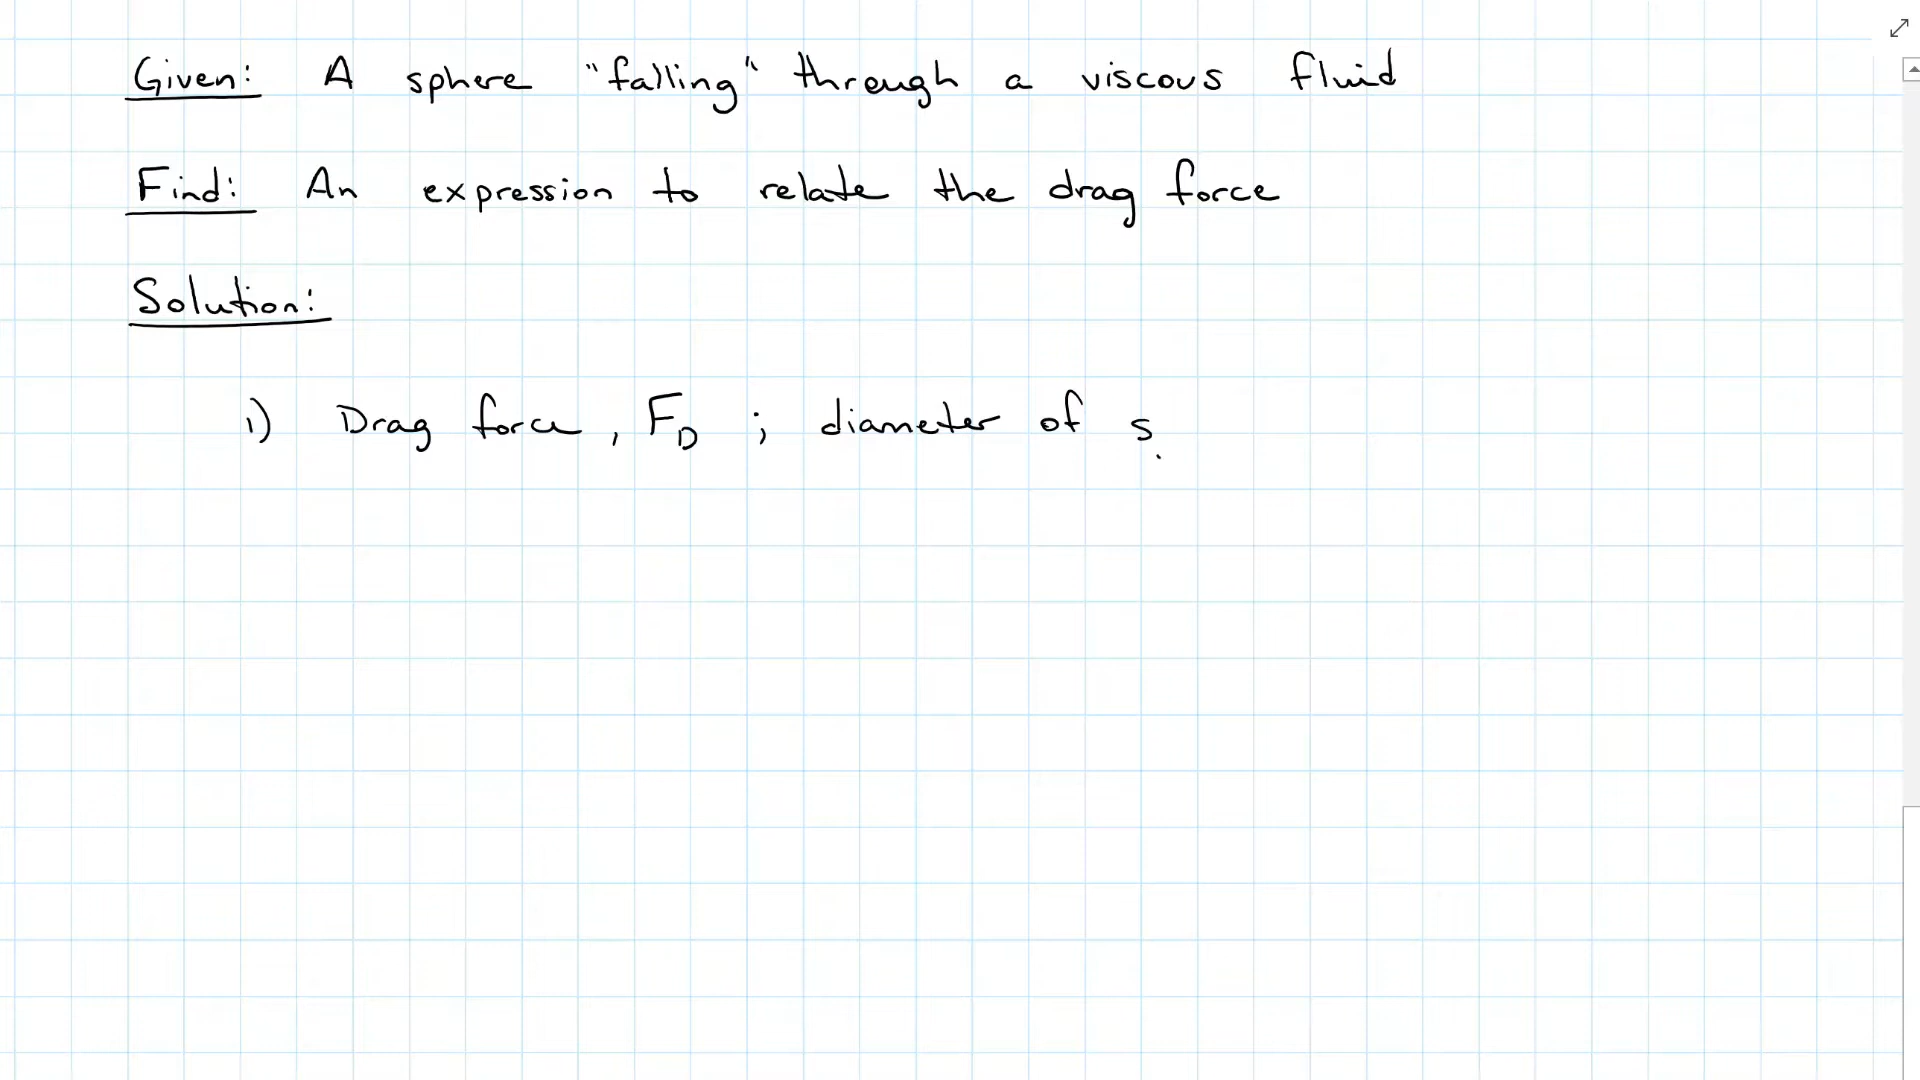 Given: A sphere "falling" through a viscous fluid
Find: An expression to relate the drag force
Solution:
1) Drag force, F_D ; diameter of s